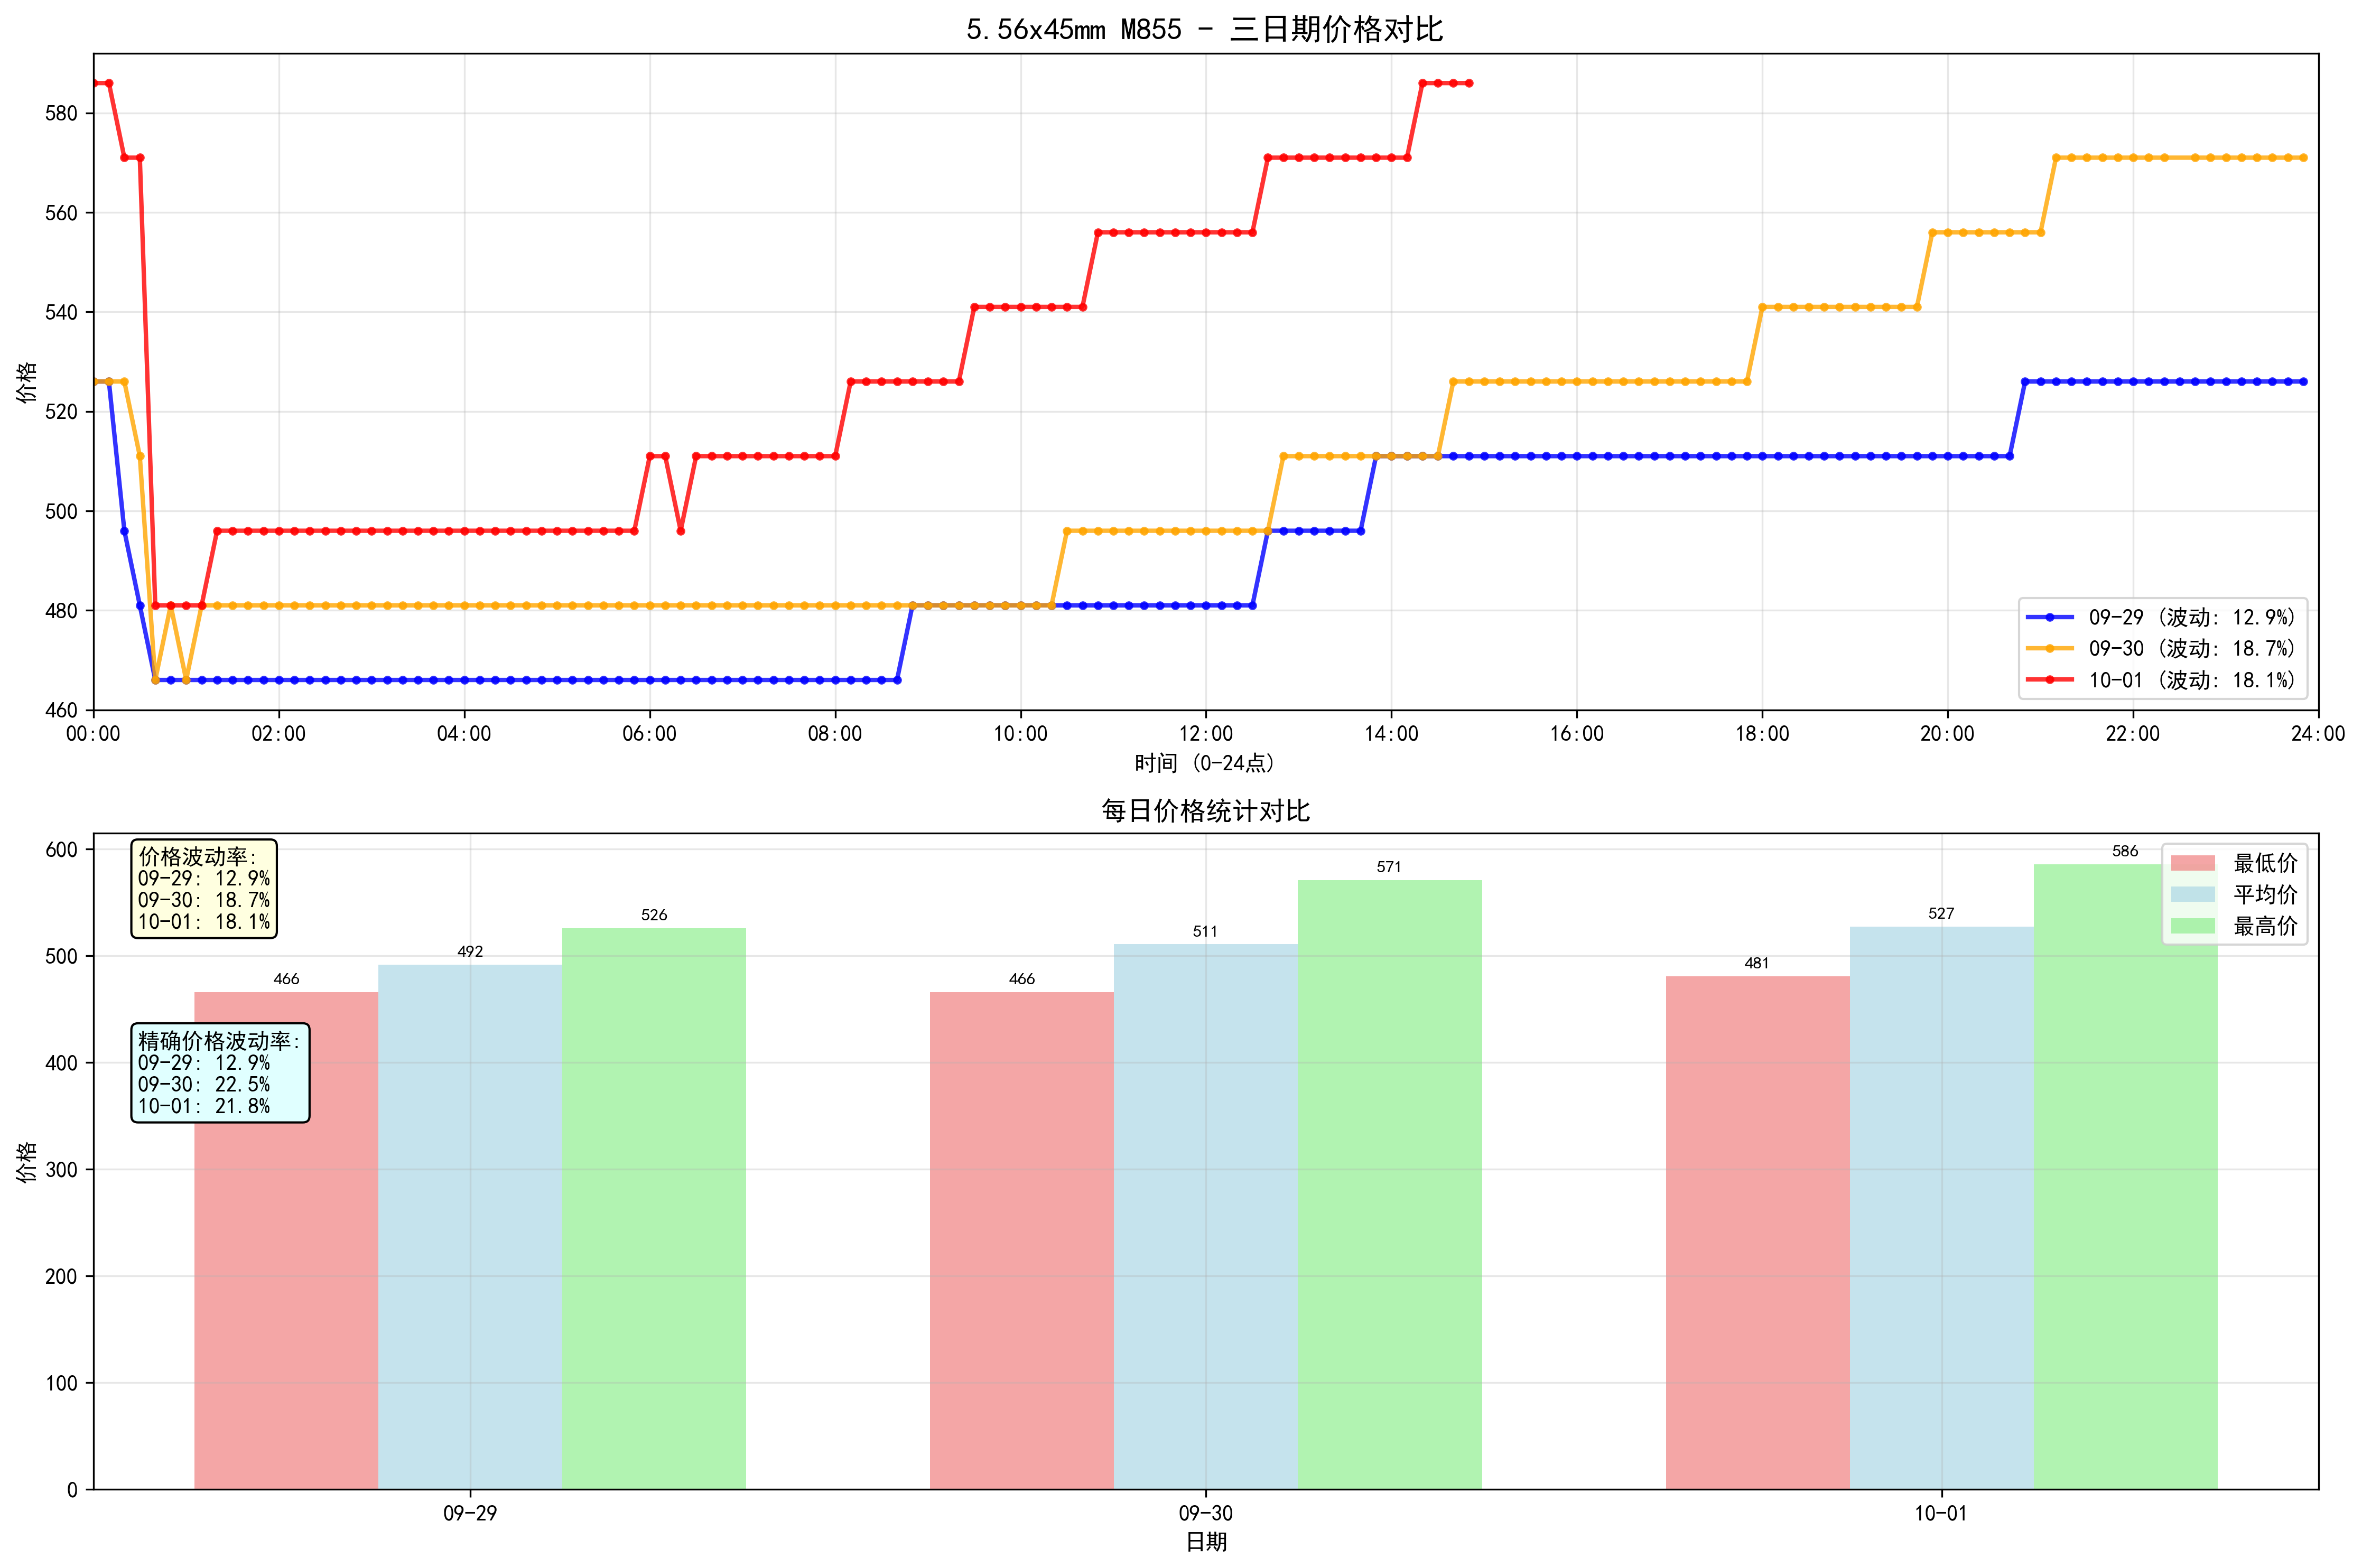 5.56x45mm M855 - 三日期价格对比
价格
580
560
540
520
500
480
460
00:00 02:00 04:00 06:00 08:00 10:00 12:00 14:00 16:00 18:00 20:00 22:00 24:00
时间 (0-24点)
09-29 (波动: 12.9%)
09-30 (波动: 18.7%)
10-01 (波动: 18.1%)
每日价格统计对比
价格
600
500
400
300
200
100
0
价格波动率:
09-29: 12.9%
09-30: 18.7%
10-01: 18.1%
精确价格波动率:
09-29: 12.9%
09-30: 22.5%
10-01: 21.8%
466 492 526
466 511 571
481 527 586
最低价
平均价
最高价
09-29 09-30 10-01
日期